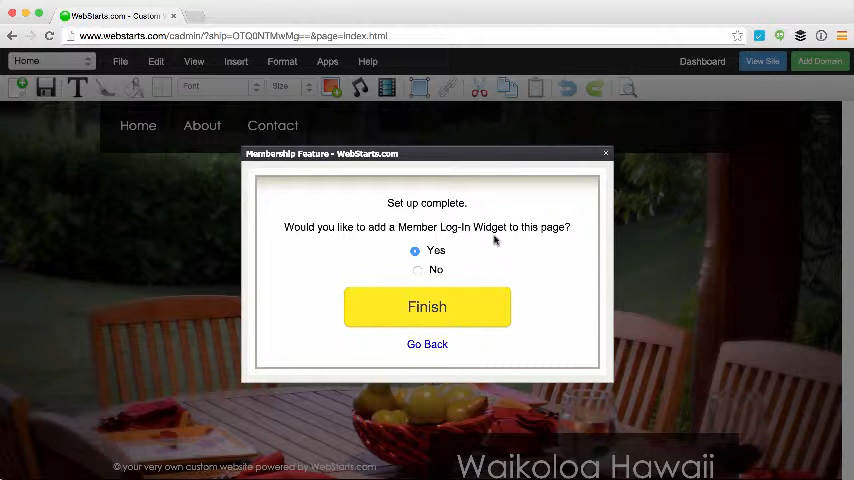 WebStarts.com - Custom
www.webstarts.com/cadmin/?ship=OTQ0NTMwMg==&page=index.html
Home File Edit View Insert Format Apps Help Dashboard View Site Add Domain
Font Size
Home About Contact
Membership Feature - WebStarts.com
Set up complete.
Would you like to add a Member Log-In Widget to this page?
Yes
No
Finish
Go Back
Waikoloa Hawaii
© your very own custom website powered by WebStarts.com